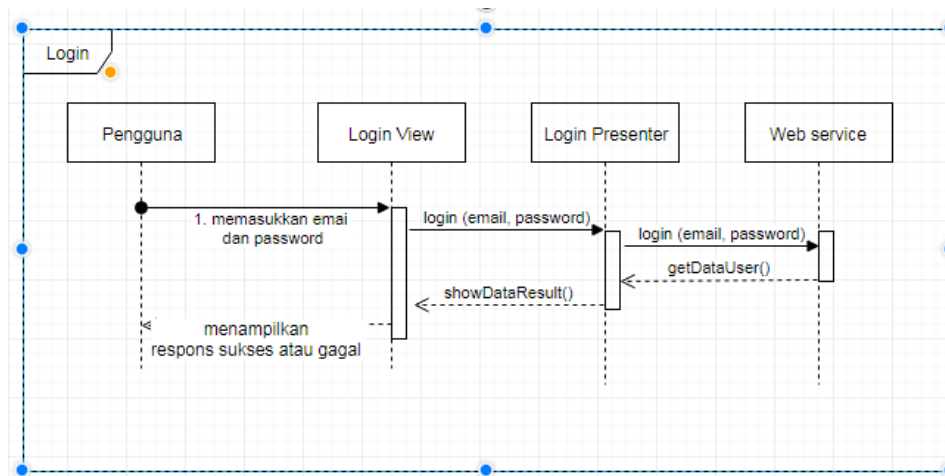 Login
Pengguna
Login View
Login Presenter
Web service
1. memasukkan emai
dan password
login (email, password)
login (email, password)
getDataUser()
showDataResult()
menampilkan
respons sukses atau gagal